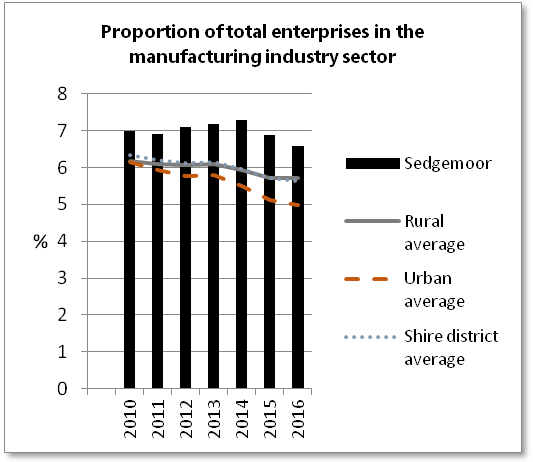 Proportion of total enterprises in the
manufacturing industry sector
8
7
6
5
% 4
3
2
1
0
2010 2011 2012 2013 2014 2015 2016
Sedgemoor
Rural
average
Urban
average
Shire district
average